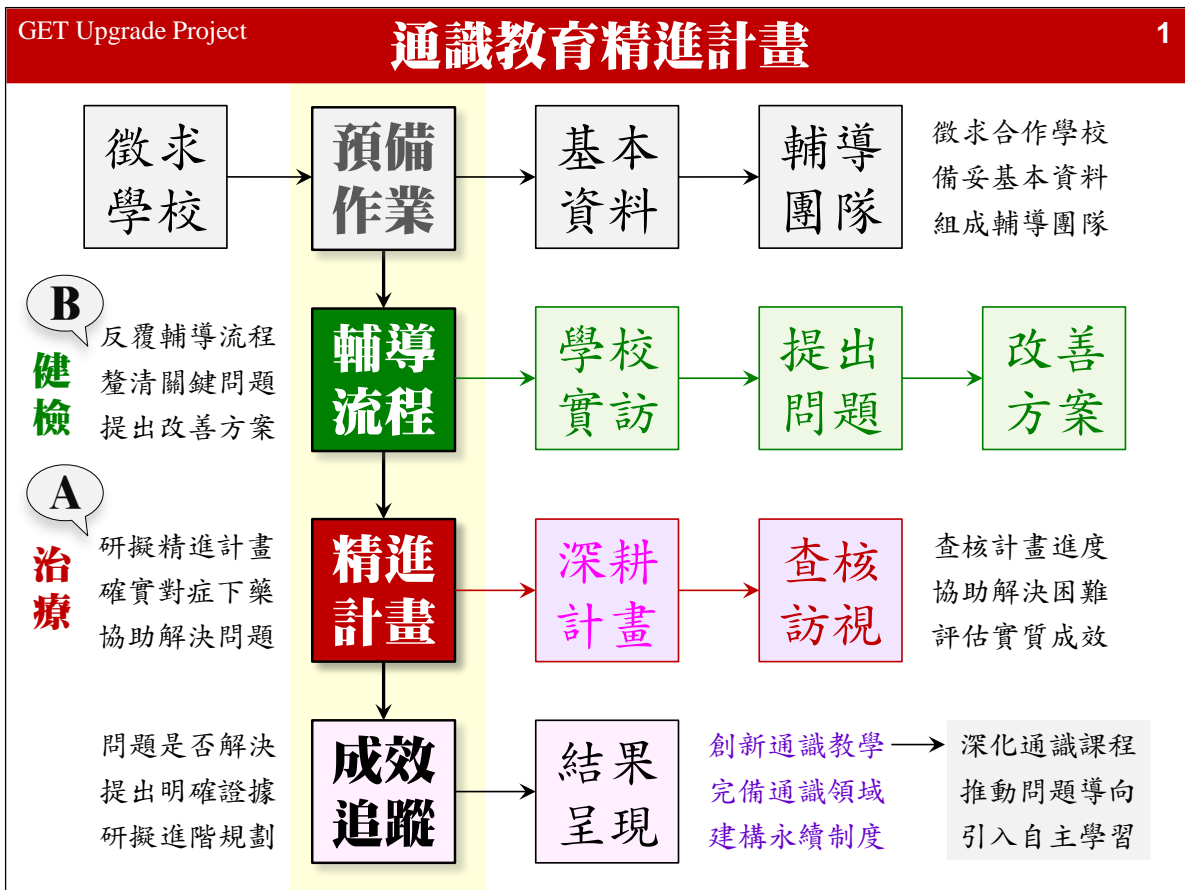 GET Upgrade Project
通識教育精進計畫
1
徵求
學校
預備
作業
基本
資料
輔導
團隊
徵求合作學校
備妥基本資料
組成輔導團隊
B
健
檢
反覆輔導流程
釐清關鍵問題
提出改善方案
輔導
流程
學校
實訪
提出
問題
改善
方案
A
治
療
研擬精進計畫
確實對症下藥
協助解決問題
精進
計畫
深耕
計畫
查核
訪視
查核計畫進度
協助解決困難
評估實質成效
問題是否解決
提出明確證據
研擬進階規劃
成效
追蹤
結果
呈現
創新通識教學
完備通識領域
建構永續制度
深化通識課程
推動問題導向
引入自主學習